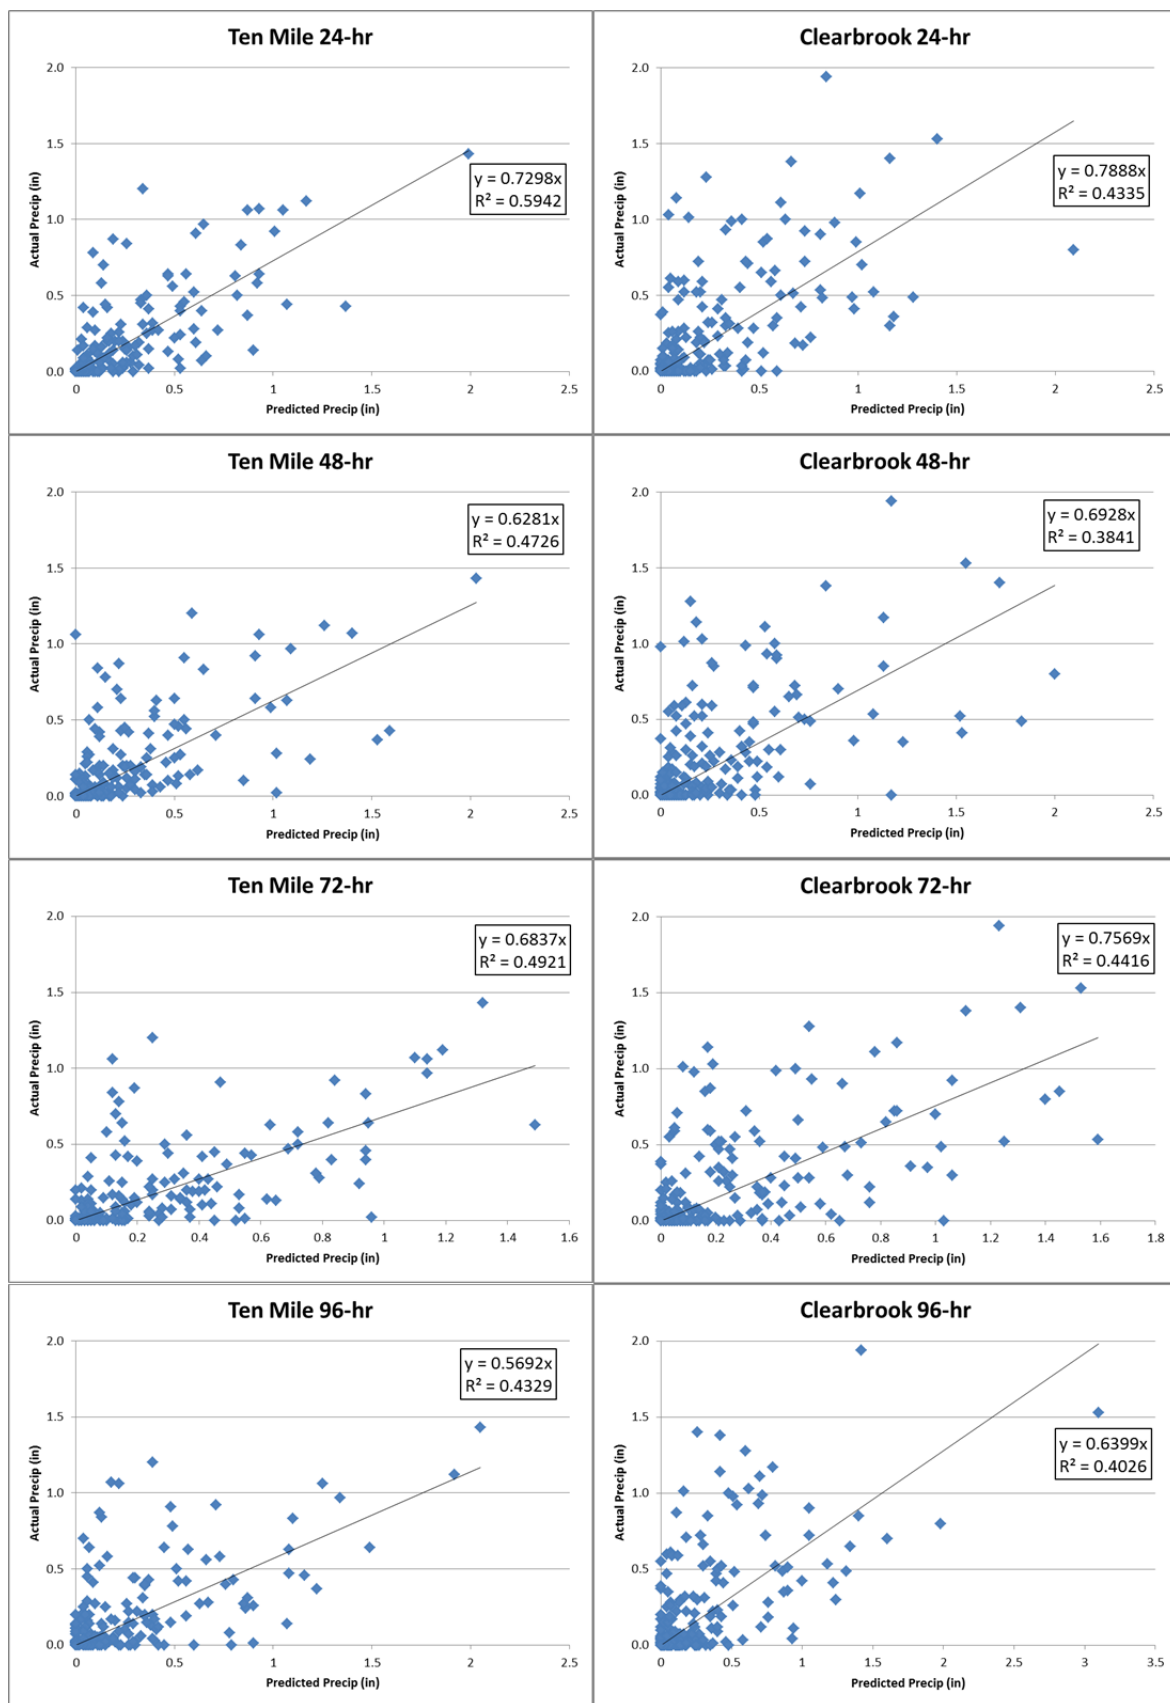 Ten Mile 24-hr
2.0
1.5
1.0
0.5
0.0
Actual Precip (in)
y = 0.7298x
R² = 0.5942
0 0.5 1 1.5 2 2.5
Predicted Precip (in)
Clearbrook 24-hr
2.0
1.5
1.0
0.5
0.0
Actual Precip (in)
y = 0.7888x
R² = 0.4335
0 0.5 1 1.5 2 2.5
Predicted Precip (in)
Ten Mile 48-hr
2.0
1.5
1.0
0.5
0.0
Actual Precip (in)
y = 0.6281x
R² = 0.4726
0 0.5 1 1.5 2 2.5
Predicted Precip (in)
Clearbrook 48-hr
2.0
1.5
1.0
0.5
0.0
Actual Precip (in)
y = 0.6928x
R² = 0.3841
0 0.5 1 1.5 2 2.5
Predicted Precip (in)
Ten Mile 72-hr
2.0
1.5
1.0
0.5
0.0
Actual Precip (in)
y = 0.6837x
R² = 0.4921
0 0.2 0.4 0.6 0.8 1 1.2 1.4 1.6
Predicted Precip (in)
Clearbrook 72-hr
2.0
1.5
1.0
0.5
0.0
Actual Precip (in)
y = 0.7569x
R² = 0.4416
0 0.2 0.4 0.6 0.8 1 1.2 1.4 1.6 1.8
Predicted Precip (in)
Ten Mile 96-hr
2.0
1.5
1.0
0.5
0.0
Actual Precip (in)
y = 0.5692x
R² = 0.4329
0 0.5 1 1.5 2 2.5
Predicted Precip (in)
Clearbrook 96-hr
2.0
1.5
1.0
0.5
0.0
Actual Precip (in)
y = 0.6399x
R² = 0.4026
0 0.5 1 1.5 2 2.5 3 3.5
Predicted Precip (in)